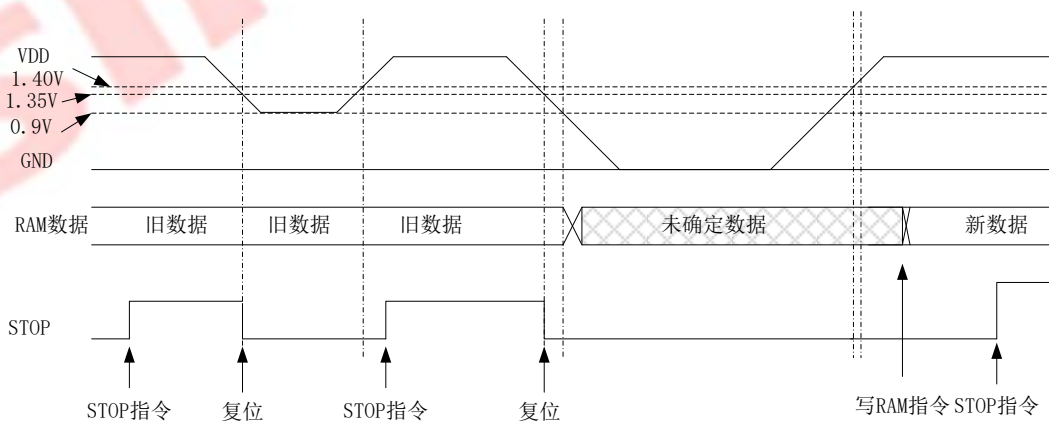 VDD
1.40V
1.35V
0.9V
GND
RAM数据 旧数据 旧数据 旧数据 未确定数据 新数据
STOP
STOP指令 复位 STOP指令 复位 写RAM指令 STOP指令